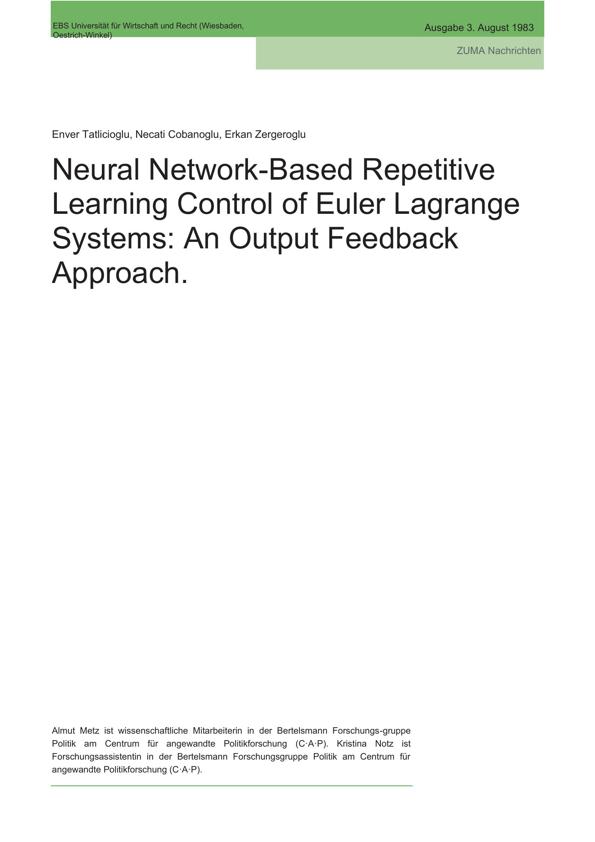 EBS Universität für Wirtschaft und Recht (Wiesbaden,
Oestrich-Winkel)
Ausgabe 3. August 1983
ZUMA Nachrichten
Enver Tatlicioglu, Necati Cobanoglu, Erkan Zergeroglu
Neural Network-Based Repetitive
Learning Control of Euler Lagrange
Systems: An Output Feedback
Approach.
Almut Metz ist wissenschaftliche Mitarbeiterin in der Bertelsmann Forschungs-gruppe
Politik am Centrum für angewandte Politikforschung (C·A·P). Kristina Notz ist
Forschungsassistentin in der Bertelsmann Forschungsgruppe Politik am Centrum für
angewandte Politikforschung (C·A·P).